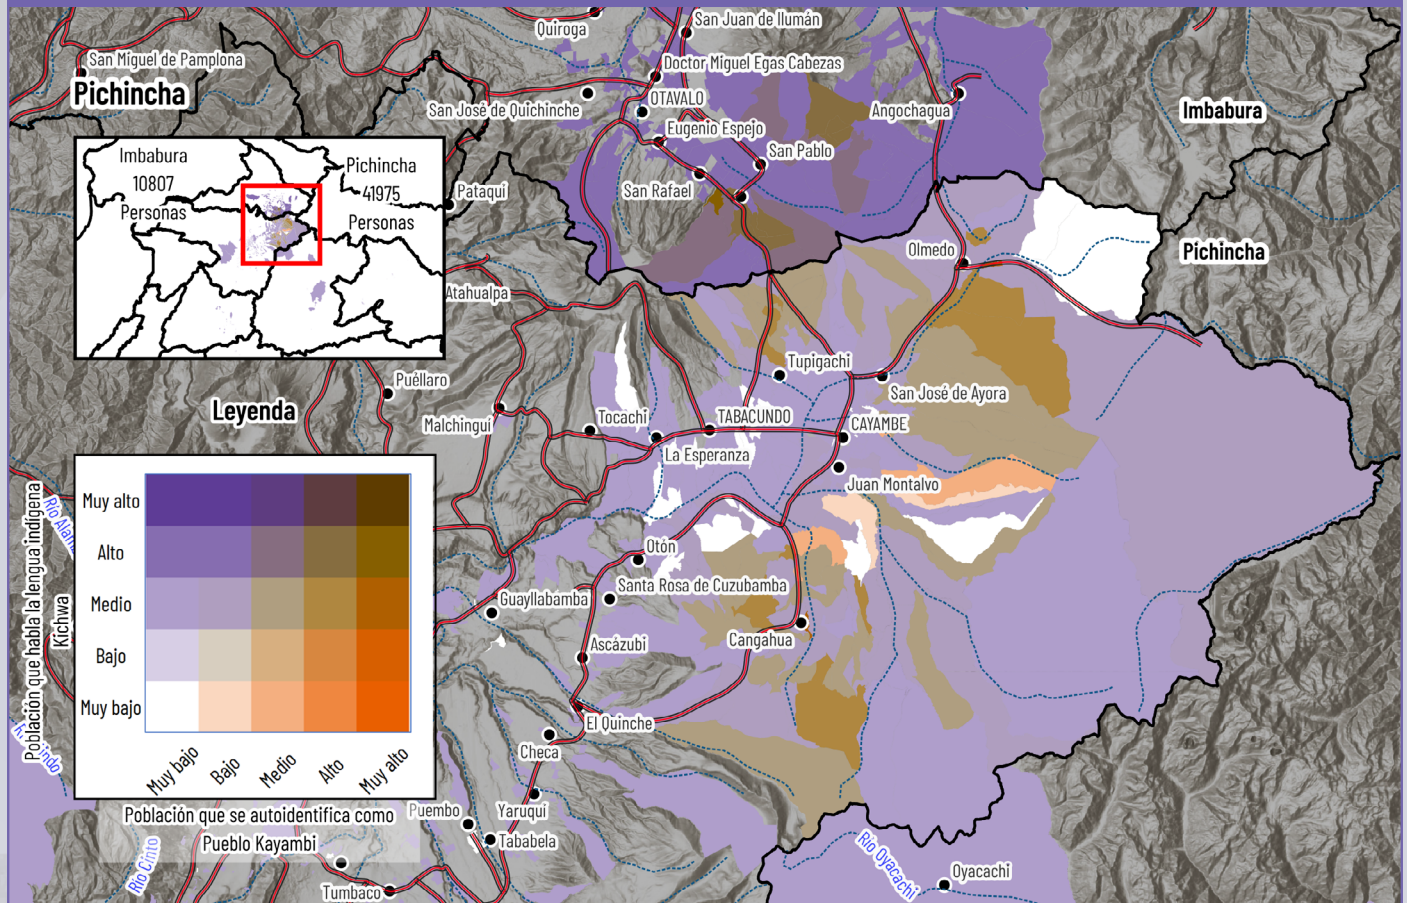 Quiroga
San Juan de Ilumán
San Miguel de Pamplona
Doctor Miguel Egas Cabezas
Pichincha
OTAVALO
San José de Quichinche
Angochagua
Imbabura
Eugenio Espejo
San Pablo
Imbabura
10807
Personas
Pichincha
41975
Personas
San Rafael
Pataquí
Olmedo
Pichincha
Atahualpa
Tupigachi
Puéllaro
San José de Ayora
Leyenda
Malchinguí
Tocachi
TABACUNDO
CAYAMBE
La Esperanza
Juan Montalvo
Otón
Santa Rosa de Cuzubamba
Guayllabamba
Cangahua
Ascázubi
El Quinche
Checa
Yaruquí
Puembo
Tababela
Oyacachi
Río Oyacachi
Tumbaco
Río Cinto
Población que habla la lengua indígena
Kichwa
Muy alto
Alto
Medio
Bajo
Muy bajo
Muy bajo
Bajo
Medio
Alto
Muy alto
Población que se autoidentifica como
Pueblo Kayambi